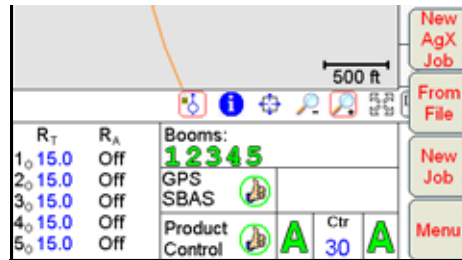 New
AgX
Job
500 ft
From
File
R_T R_A
1 15.0 Off
2 15.0 Off
3 15.0 Off
4 15.0 Off
5 15.0 Off
Booms:
12345
GPS
SBAS
Product
Control
A
Ctr
30
A
New
Job
Menu